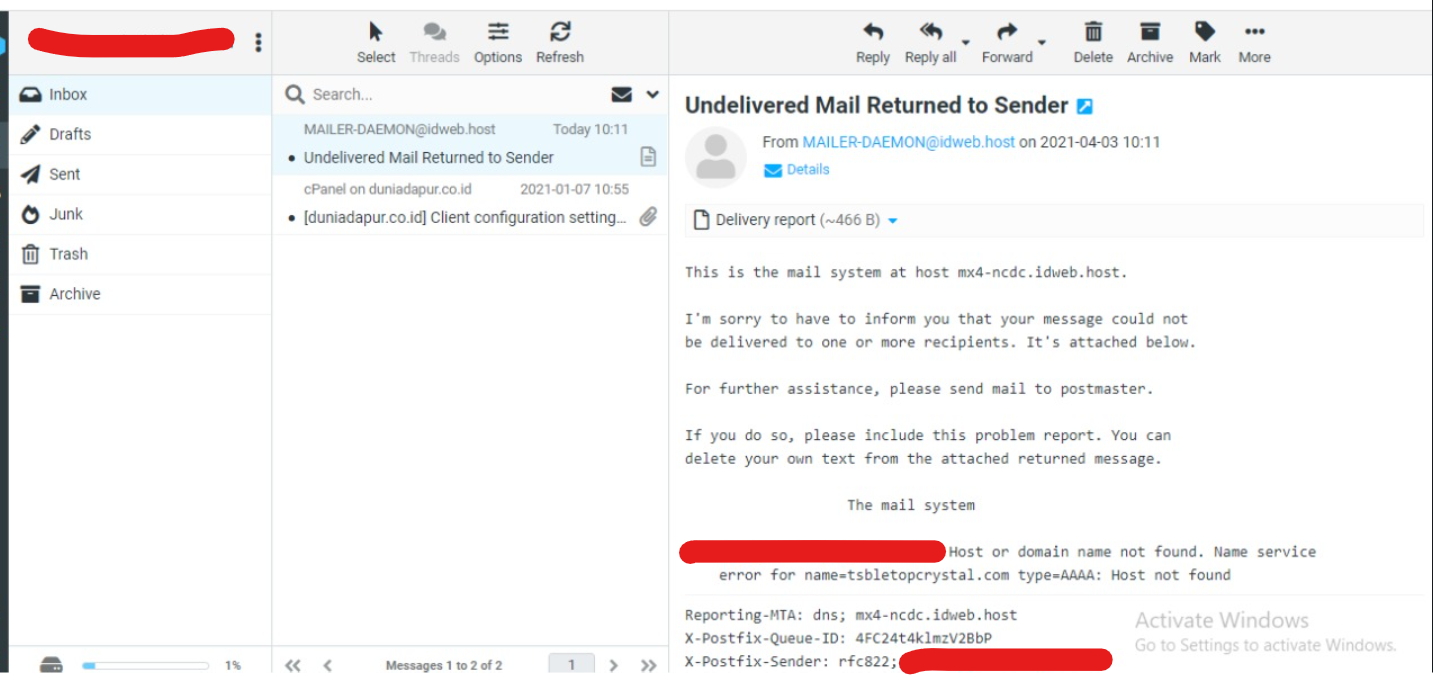 Select Threads Options Refresh
Reply Reply all Forward Delete Archive Mark More
Inbox
Drafts
Sent
Junk
Trash
Archive
1%
Search...
MAILER-DAEMON@idweb.host Today 10:11
• Undelivered Mail Returned to Sender
cPanel on duniadapur.co.id 2021-01-07 10:55
• [duniadapur.co.id] Client configuration setting...
Messages 1 to 2 of 2 1
Undelivered Mail Returned to Sender
From MAILER-DAEMON@idweb.host on 2021-04-03 10:11
Details
Delivery report (~466 B)
This is the mail system at host mx4-ncdc.idweb.host.
I'm sorry to have to inform you that your message could not
be delivered to one or more recipients. It's attached below.
For further assistance, please send mail to postmaster.
If you do so, please include this problem report. You can
delete your own text from the attached returned message.
The mail system
Host or domain name not found. Name service
error for name=tsbletopcrystal.com type=AAAA: Host not found
Reporting-MTA: dns; mx4-ncdc.idweb.host
X-Postfix-Queue-ID: 4FC24t4klmzV2BbP
X-Postfix-Sender: rfc822;
Activate Windows
Go to Settings to activate Windows.